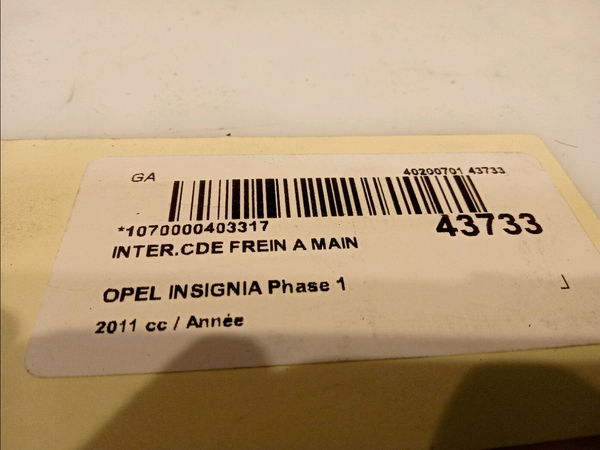 GA
40200701 43733
*1070000403317
43733
INTER.CDE FREIN A MAIN
OPEL INSIGNIA Phase 1
2011 cc / Année